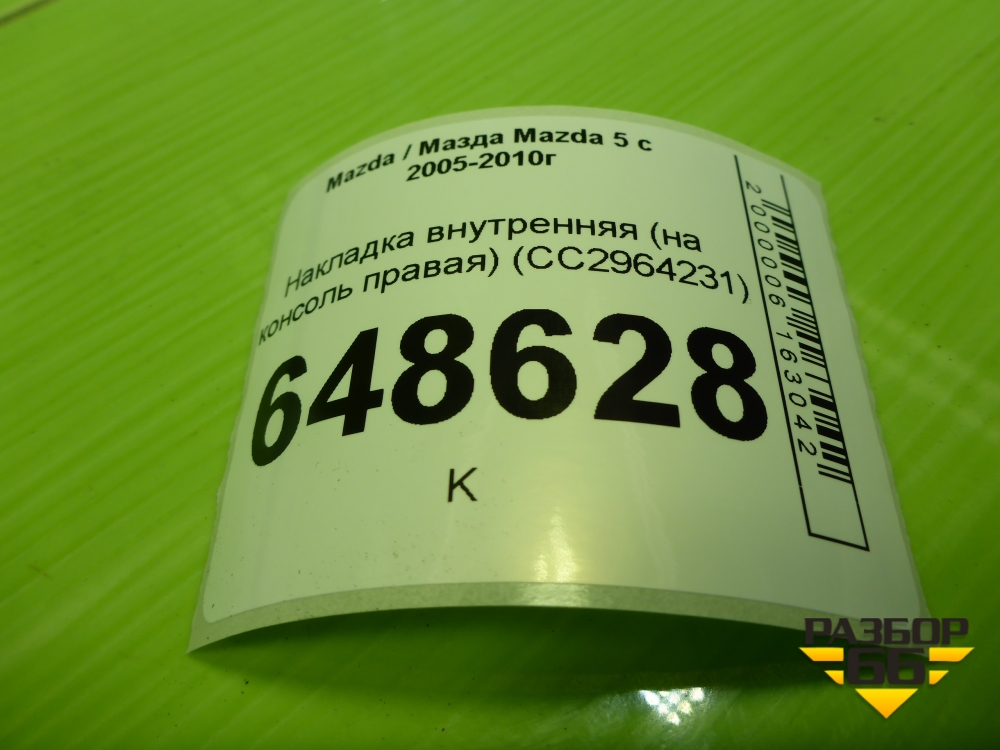 Mazda / Мазда Mazda 5 с
2005-2010г
Накладка внутренняя (на
консоль правая) (CC2964231)
648628
К
2000006163042
РАЗБОР
66